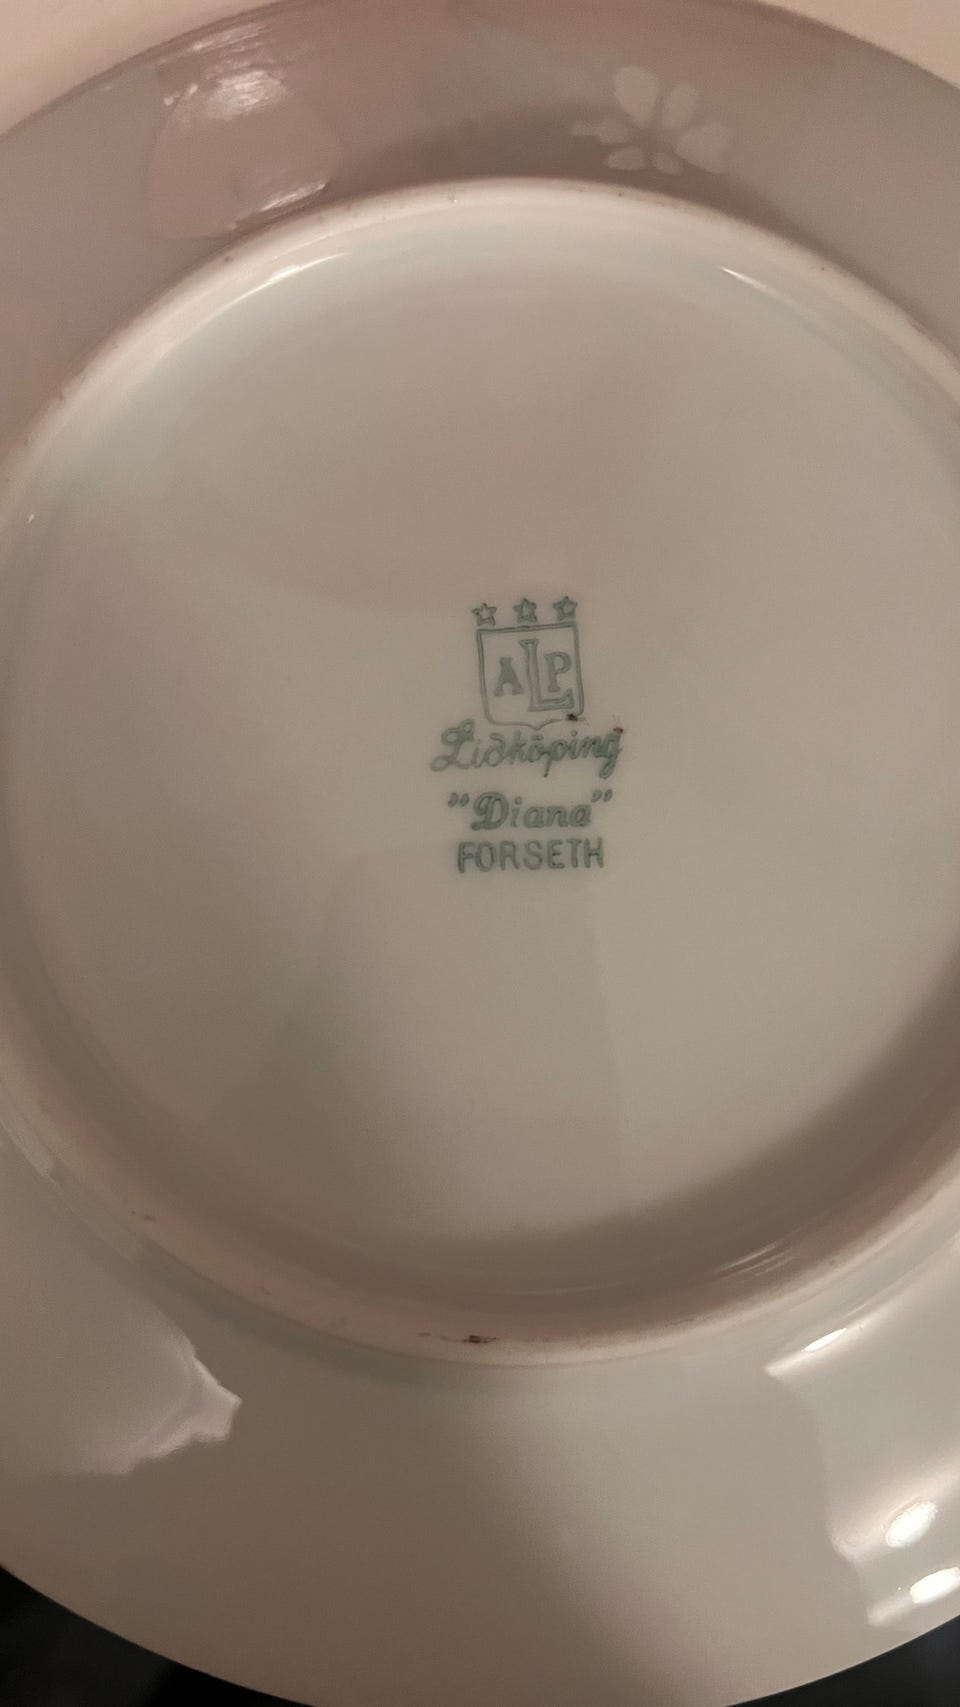 ALP
Lidköping
"Diana"
FORSETH